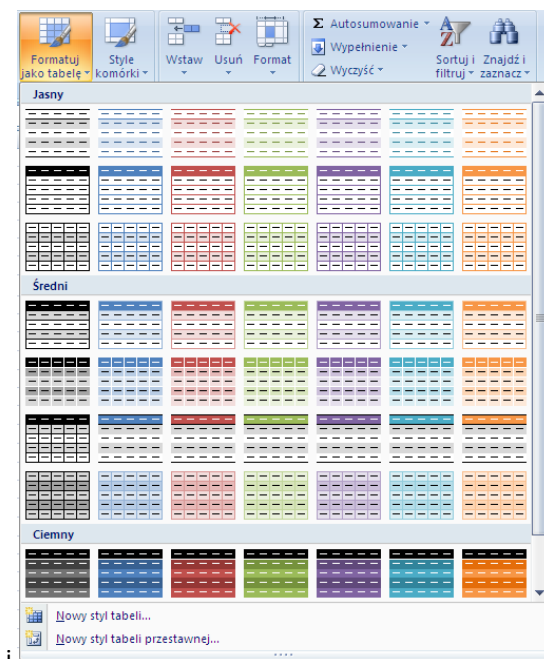 Formatuj jako tabelę
Style komórki
Wstaw
Usuń
Format
Σ Autosumowanie
Wypełnienie
Wyczyść
Sortuj i filtruj
Znajdź i zaznacz
Jasny
Średni
Ciemny
Nowy styl tabeli...
Nowy styl tabeli przestawnej...
i